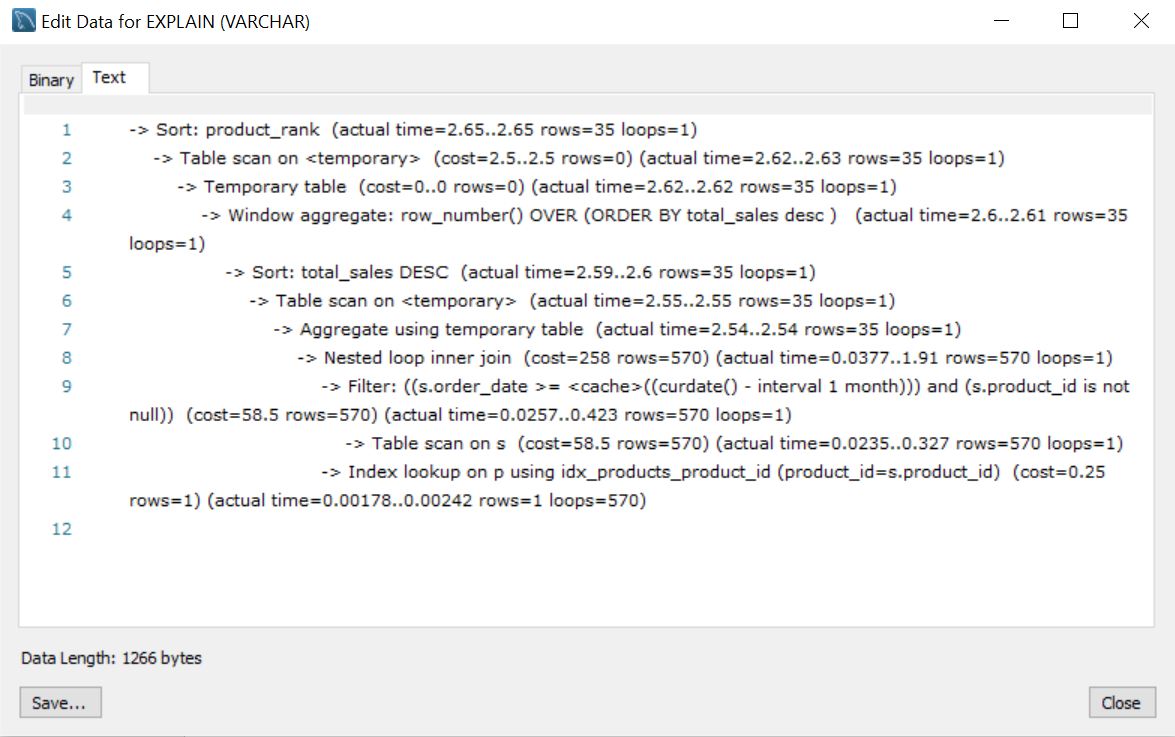 Edit Data for EXPLAIN (VARCHAR)
Binary Text
1 -> Sort: product_rank (actual time=2.65..2.65 rows=35 loops=1)
2 -> Table scan on <temporary> (cost=2.5..2.5 rows=0) (actual time=2.62..2.63 rows=35 loops=1)
3 -> Temporary table (cost=0..0 rows=0) (actual time=2.62..2.62 rows=35 loops=1)
4 -> Window aggregate: row_number() OVER (ORDER BY total_sales desc ) (actual time=2.6..2.61 rows=35
loops=1)
5 -> Sort: total_sales DESC (actual time=2.59..2.6 rows=35 loops=1)
6 -> Table scan on <temporary> (actual time=2.55..2.55 rows=35 loops=1)
7 -> Aggregate using temporary table (actual time=2.54..2.54 rows=35 loops=1)
8 -> Nested loop inner join (cost=258 rows=570) (actual time=0.0377..1.91 rows=570 loops=1)
9 -> Filter: ((s.order_date >= <cache>((curdate() - interval 1 month))) and (s.product_id is not
null)) (cost=58.5 rows=570) (actual time=0.0257..0.423 rows=570 loops=1)
10 -> Table scan on s (cost=58.5 rows=570) (actual time=0.0235..0.327 rows=570 loops=1)
11 -> Index lookup on p using idx_products_product_id (product_id=s.product_id) (cost=0.25
rows=1) (actual time=0.00178..0.00242 rows=1 loops=570)
12
Data Length: 1266 bytes
Save... Close